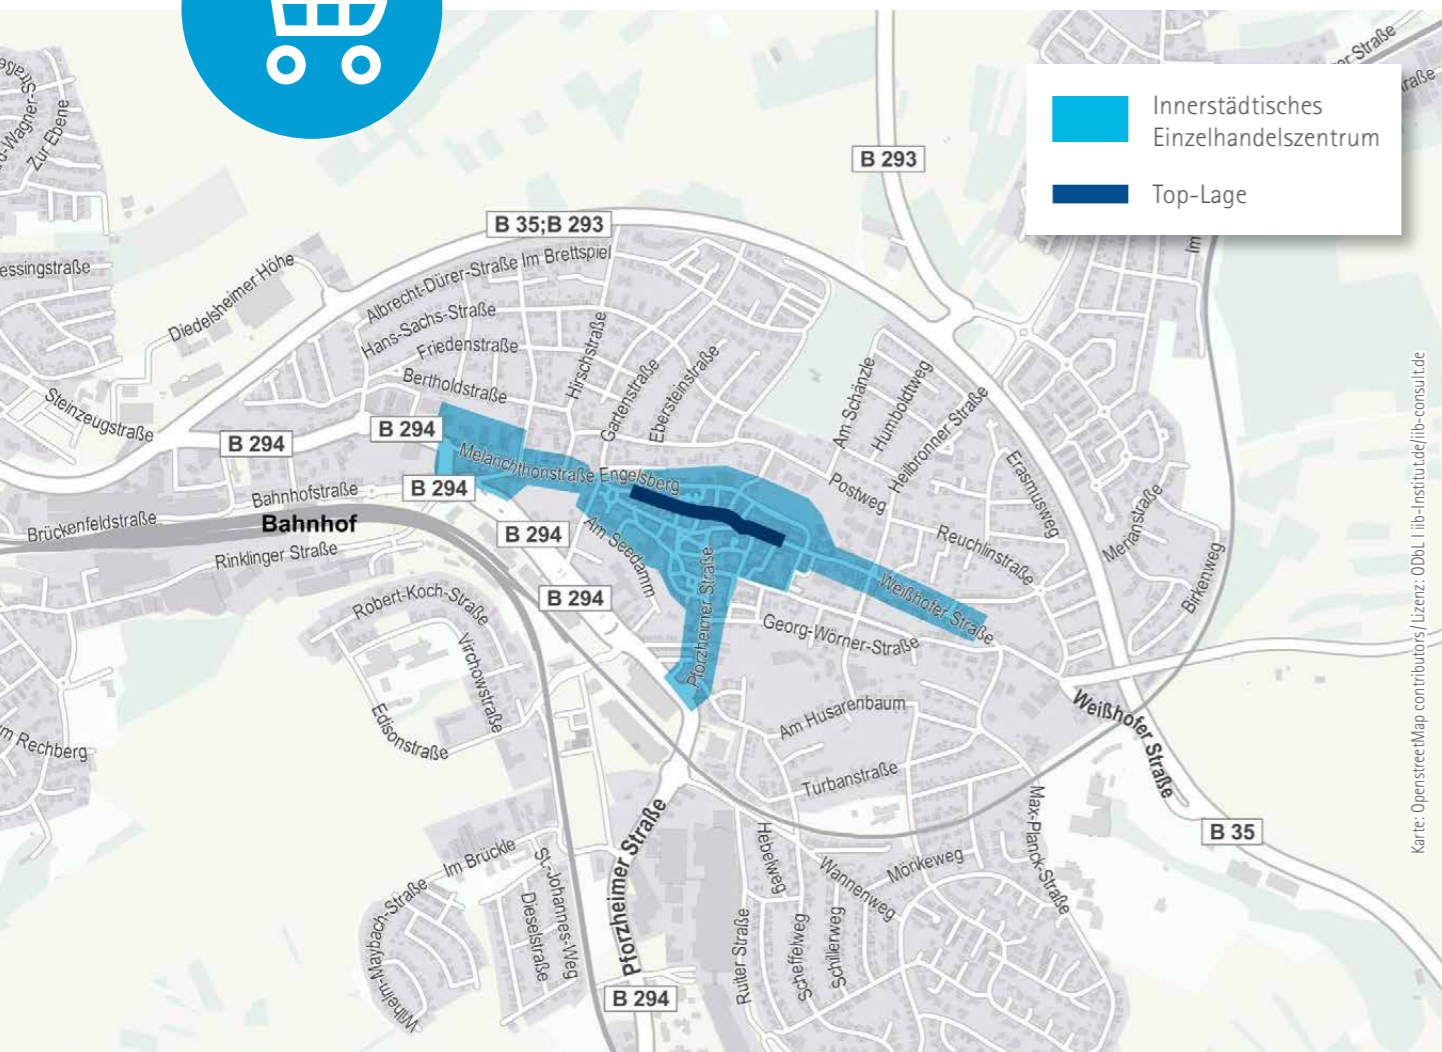 Innerstädtisches
Einzelhandelszentrum
Top-Lage
Zur Ebene
B 293
B 35;B 293
Diedelsheimer Höhe
Albrecht-Dürer-Straße
Im Brettspiel
Hans-Sachs-Straße
Friedenstraße
Bertholdstraße
Hirschstraße
Gartenstraße
Ebersteinstraße
Am Schänzle
Humboldtweg
Heilbronner Straße
Steinzeugstraße
B 294
B 294
Melanchthonstraße
Engelsberg
Postweg
Erasmusweg
Merianstraße
Birkenweg
Reuchlinstraße
Bahnhofstraße
B 294
Brückenfeldstraße
Bahnhof
Rinklinger Straße
B 294
Am Seedamm
B 294
Robert-Koch-Straße
Virchowstraße
Edisonstraße
Pforzheimer Straße
Weißhofer Straße
Georg-Wörner-Straße
Am Husarenbaum
Turbanstraße
Weißhofer Straße
B 35
Max-Planck-Straße
Mörikeweg
Wannenweg
Hebelweg
Scheffelweg
Schillerweg
Ruiter Straße
Pforzheimer Straße
Im Brückle
St.-Johannes-Weg
Dieselstraße
Wilhelm-Maybach-Straße
B 294
Rechberg
Karte: OpenstreetMap contributors / Lizenz: ODbL I iib-Institut.de/iib-consult.de